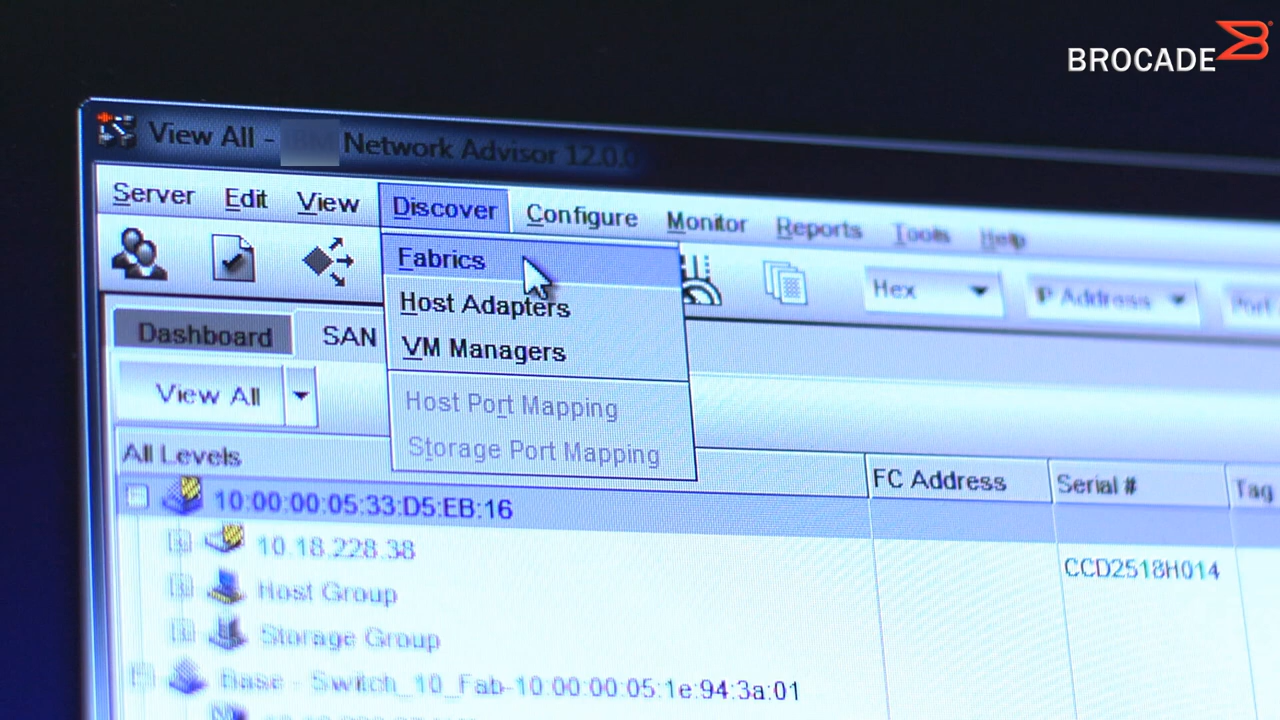 BROCADE
View All - Network Advisor 12.0.0
Server Edit View Discover Configure Monitor Reports Tools Help
Fabrics
Hex IP Address Port
Host Adapters
Dashboard SAN
VM Managers
View All
Host Port Mapping
Storage Port Mapping
All Levels FC Address Serial # Tag
10:00:00:05:33:D5:EB:16
10.18.228.38 CCD2518H014
Host Group
Storage Group
Base - Switch_10_Fab-10:00:00:05:1e:94:3a:01